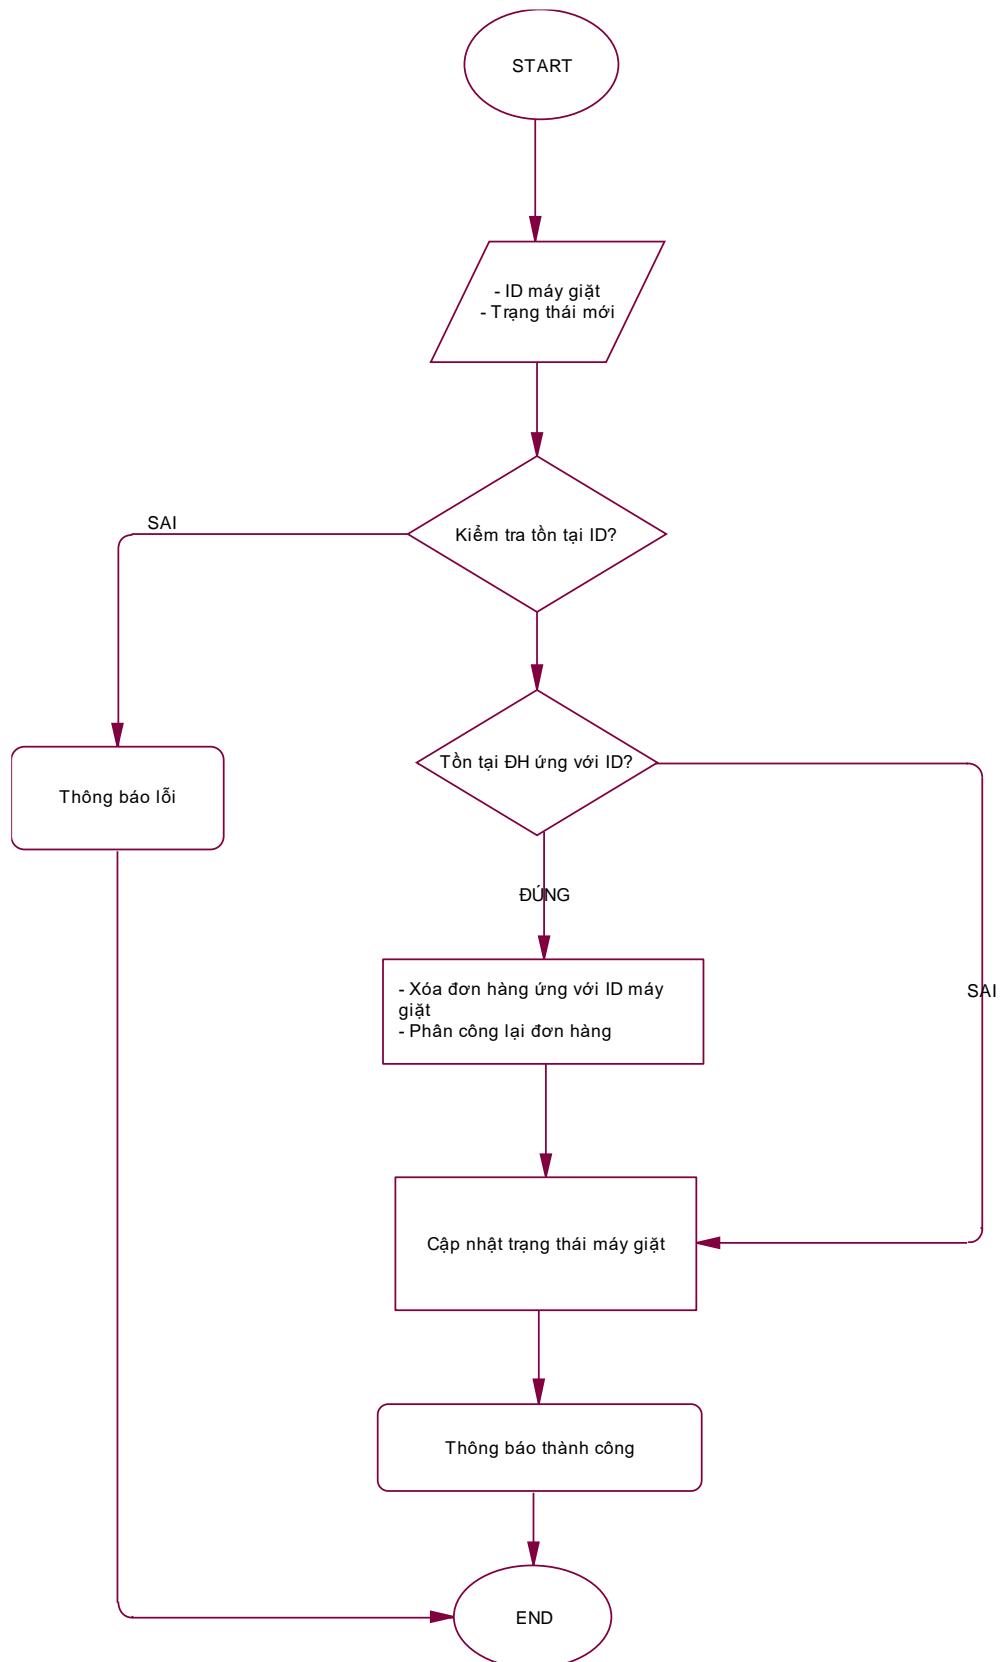 START
- ID máy giặt
- Trạng thái mới
SAI
Kiểm tra tồn tại ID?
Tồn tại ĐH ứng với ID?
Thông báo lỗi
ĐÚNG
- Xóa đơn hàng ứng với ID máy
giặt
- Phân công lại đơn hàng
SAI
Cập nhật trạng thái máy giặt
Thông báo thành công
END